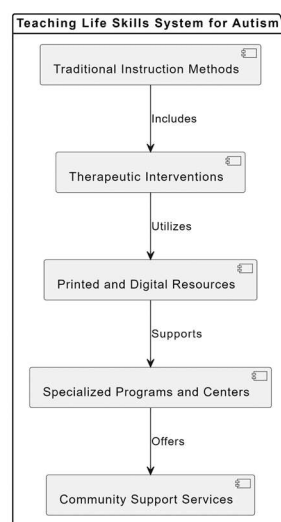 Teaching Life Skills System for Autism
Traditional Instruction Methods
Includes
Therapeutic Interventions
Utilizes
Printed and Digital Resources
Supports
Specialized Programs and Centers
Offers
Community Support Services